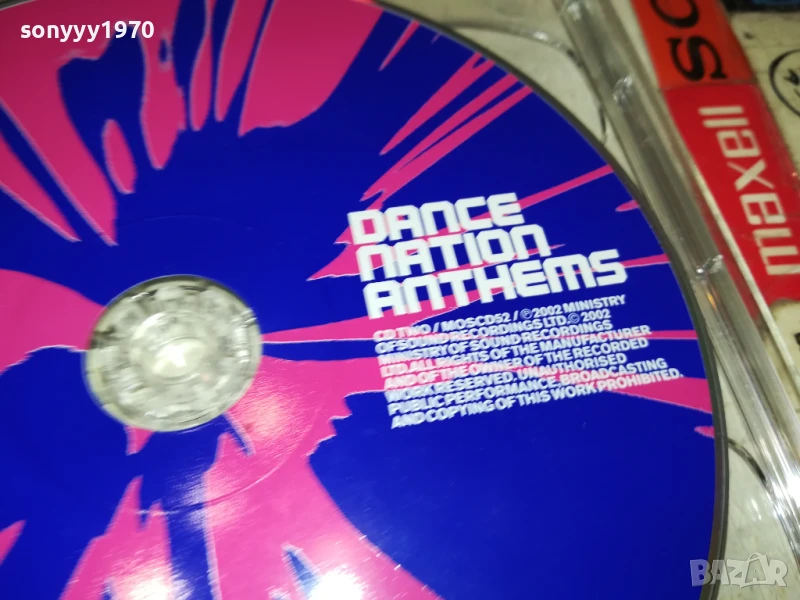 sonyyy1970
SO
maxell
DANCE
NATION
ANTHEMS
CD TWO / MOSCD52 / ℗ 2002 MINISTRY
OF SOUND RECORDINGS LTD. © 2002
MINISTRY OF SOUND RECORDINGS
LTD. ALL RIGHTS OF THE MANUFACTURER
AND OF THE OWNER OF THE RECORDED
WORK RESERVED. UNAUTHORISED
PUBLIC PERFORMANCE, BROADCASTING
AND COPYING OF THIS WORK PROHIBITED.
BAZAR